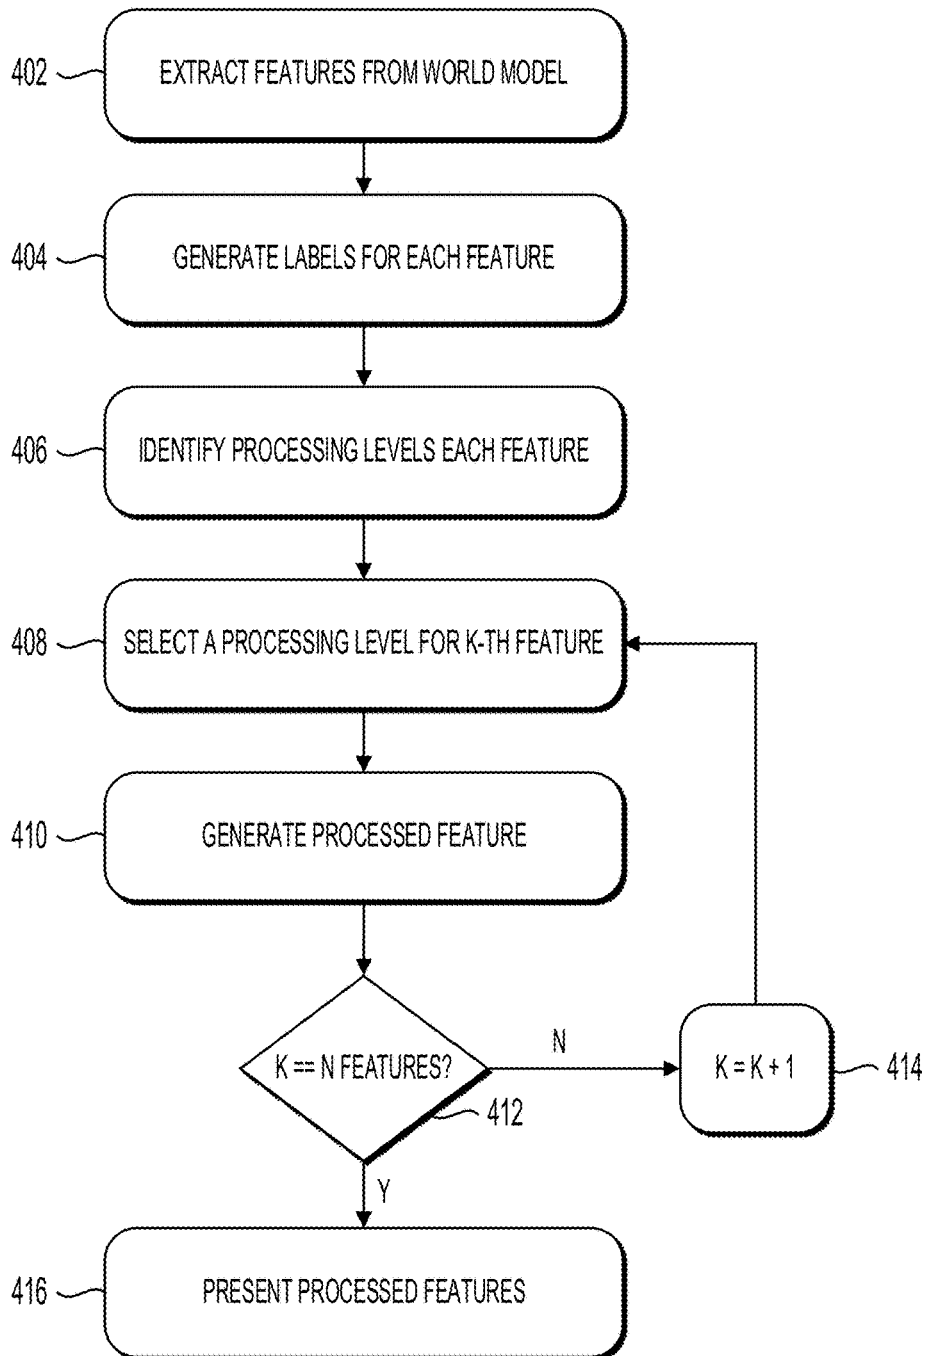 402
EXTRACT FEATURES FROM WORLD MODEL
404
GENERATE LABELS FOR EACH FEATURE
406
IDENTIFY PROCESSING LEVELS EACH FEATURE
408
SELECT A PROCESSING LEVEL FOR K-TH FEATURE
410
GENERATE PROCESSED FEATURE
K == N FEATURES?
412
N
K = K + 1
414
Y
416
PRESENT PROCESSED FEATURES